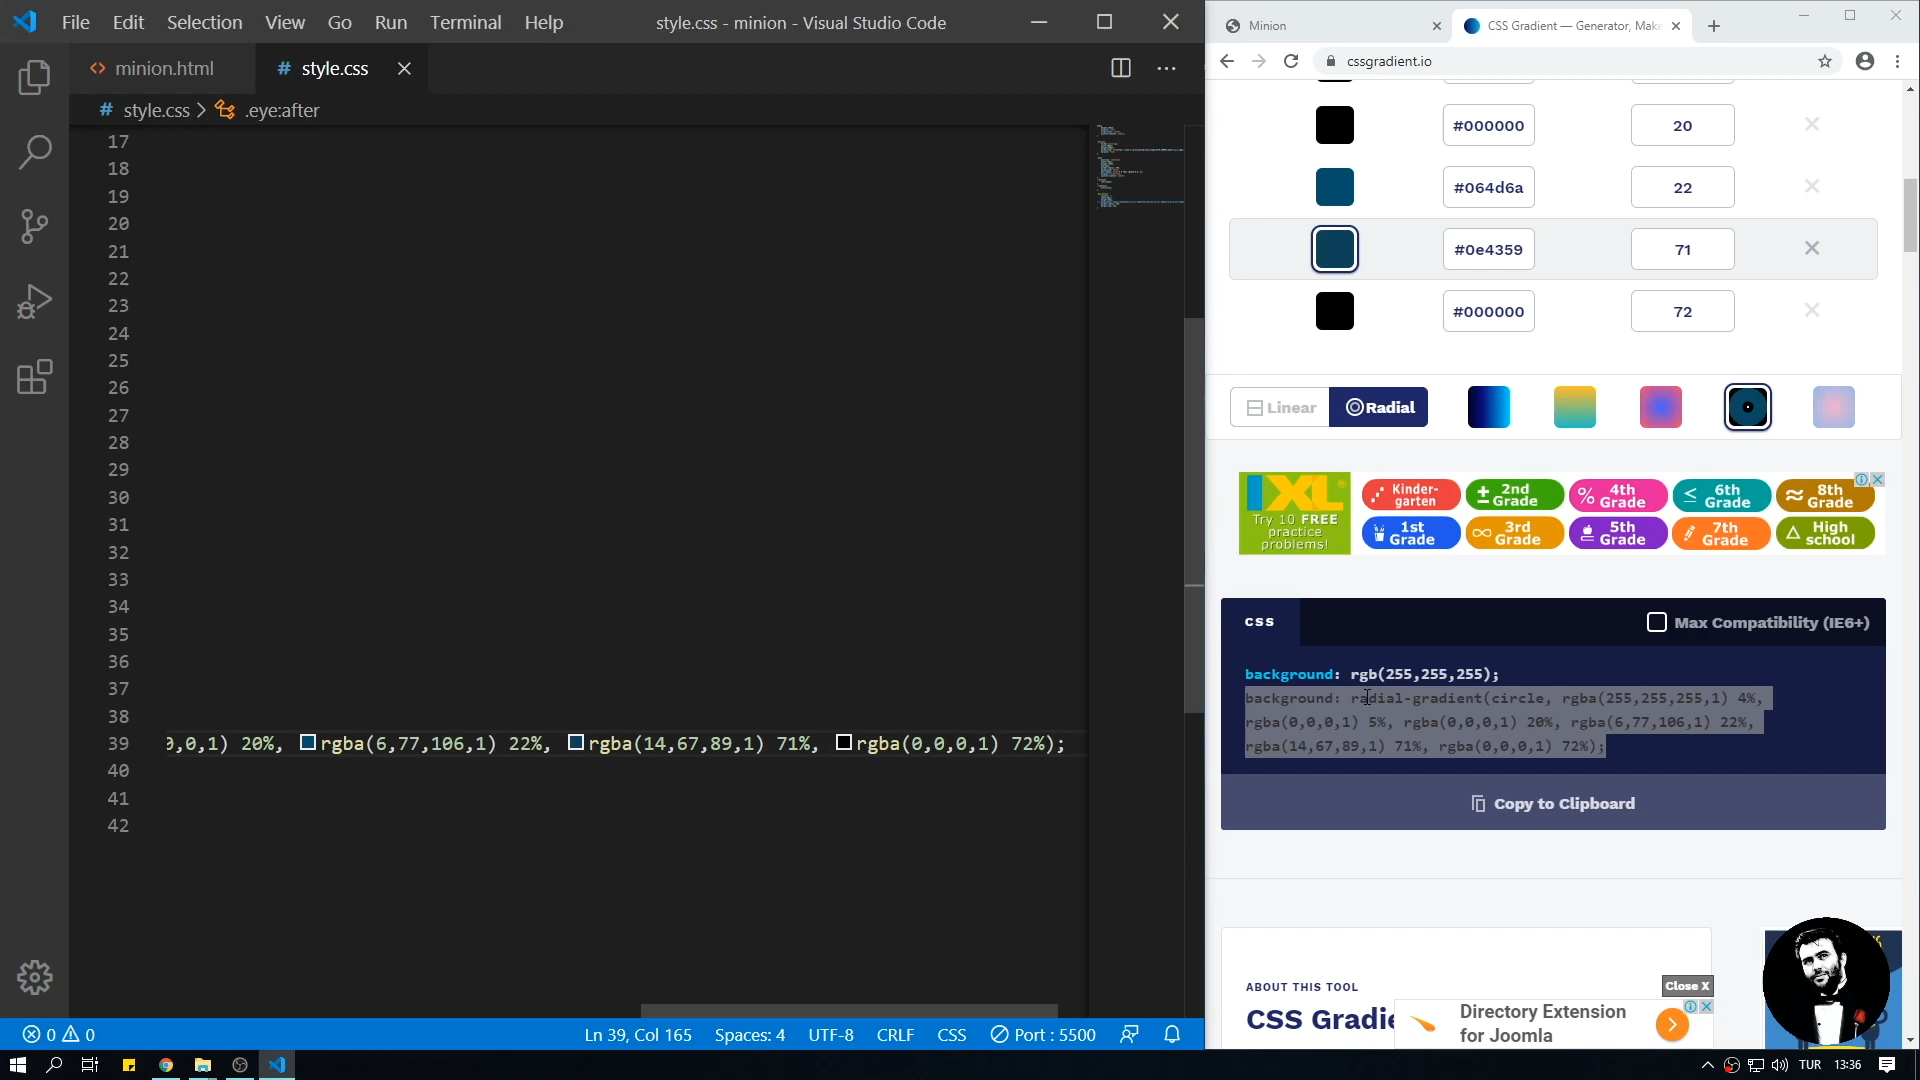 File Edit Selection View Go Run Terminal Help
style.css - minion - Visual Studio Code
minion.html
# style.css
# style.css > .eye:after
17
18
19
20
21
22
23
24
25
26
27
28
29
30
31
32
33
34
35
36
37
38
39 0,0,1) 20%, rgba(6,77,106,1) 22%, rgba(14,67,89,1) 71%, rgba(0,0,0,1) 72%);
40
41
42
0 0
Ln 39, Col 165 Spaces: 4 UTF-8 CRLF CSS Port : 5500
Minion
CSS Gradient — Generator, Make
cssgradient.io
#000000 20
#064d6a 22
#0e4359 71
#000000 72
Linear Radial
IXL
Try 10 FREE
practice
problems!
Kinder-
garten
2nd
Grade
4th
Grade
6th
Grade
8th
Grade
1st
Grade
3rd
Grade
5th
Grade
7th
Grade
High
school
CSS
Max Compatibility (IE6+)
background: rgb(255,255,255);
background: radial-gradient(circle, rgba(255,255,255,1) 4%,
rgba(0,0,0,1) 5%, rgba(0,0,0,1) 20%, rgba(6,77,106,1) 22%,
rgba(14,67,89,1) 71%, rgba(0,0,0,1) 72%);
Copy to Clipboard
ABOUT THIS TOOL
CSS Gradie
Close X
Directory Extension
for Joomla
TUR 13:36